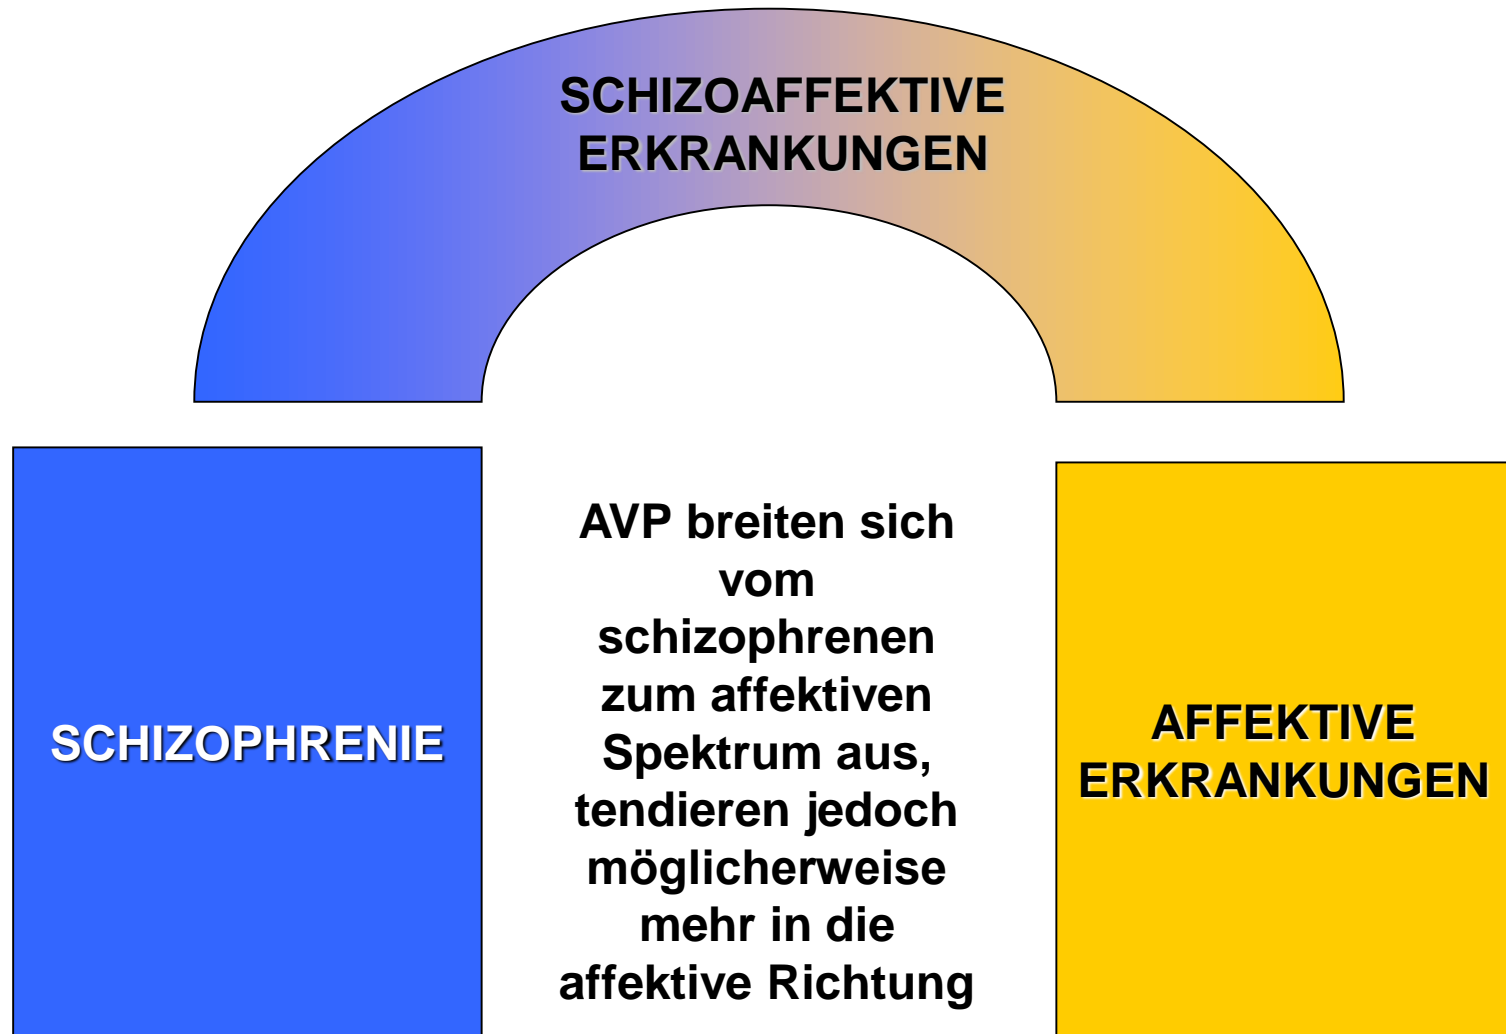 SCHIZOAFFEKTIVE
ERKRANKUNGEN
SCHIZOPHRENIE
AVP breiten sich
vom
schizophrenen
zum affektiven
Spektrum aus,
tendieren jedoch
möglicherweise
mehr in die
affektive Richtung
AFFEKTIVE
ERKRANKUNGEN